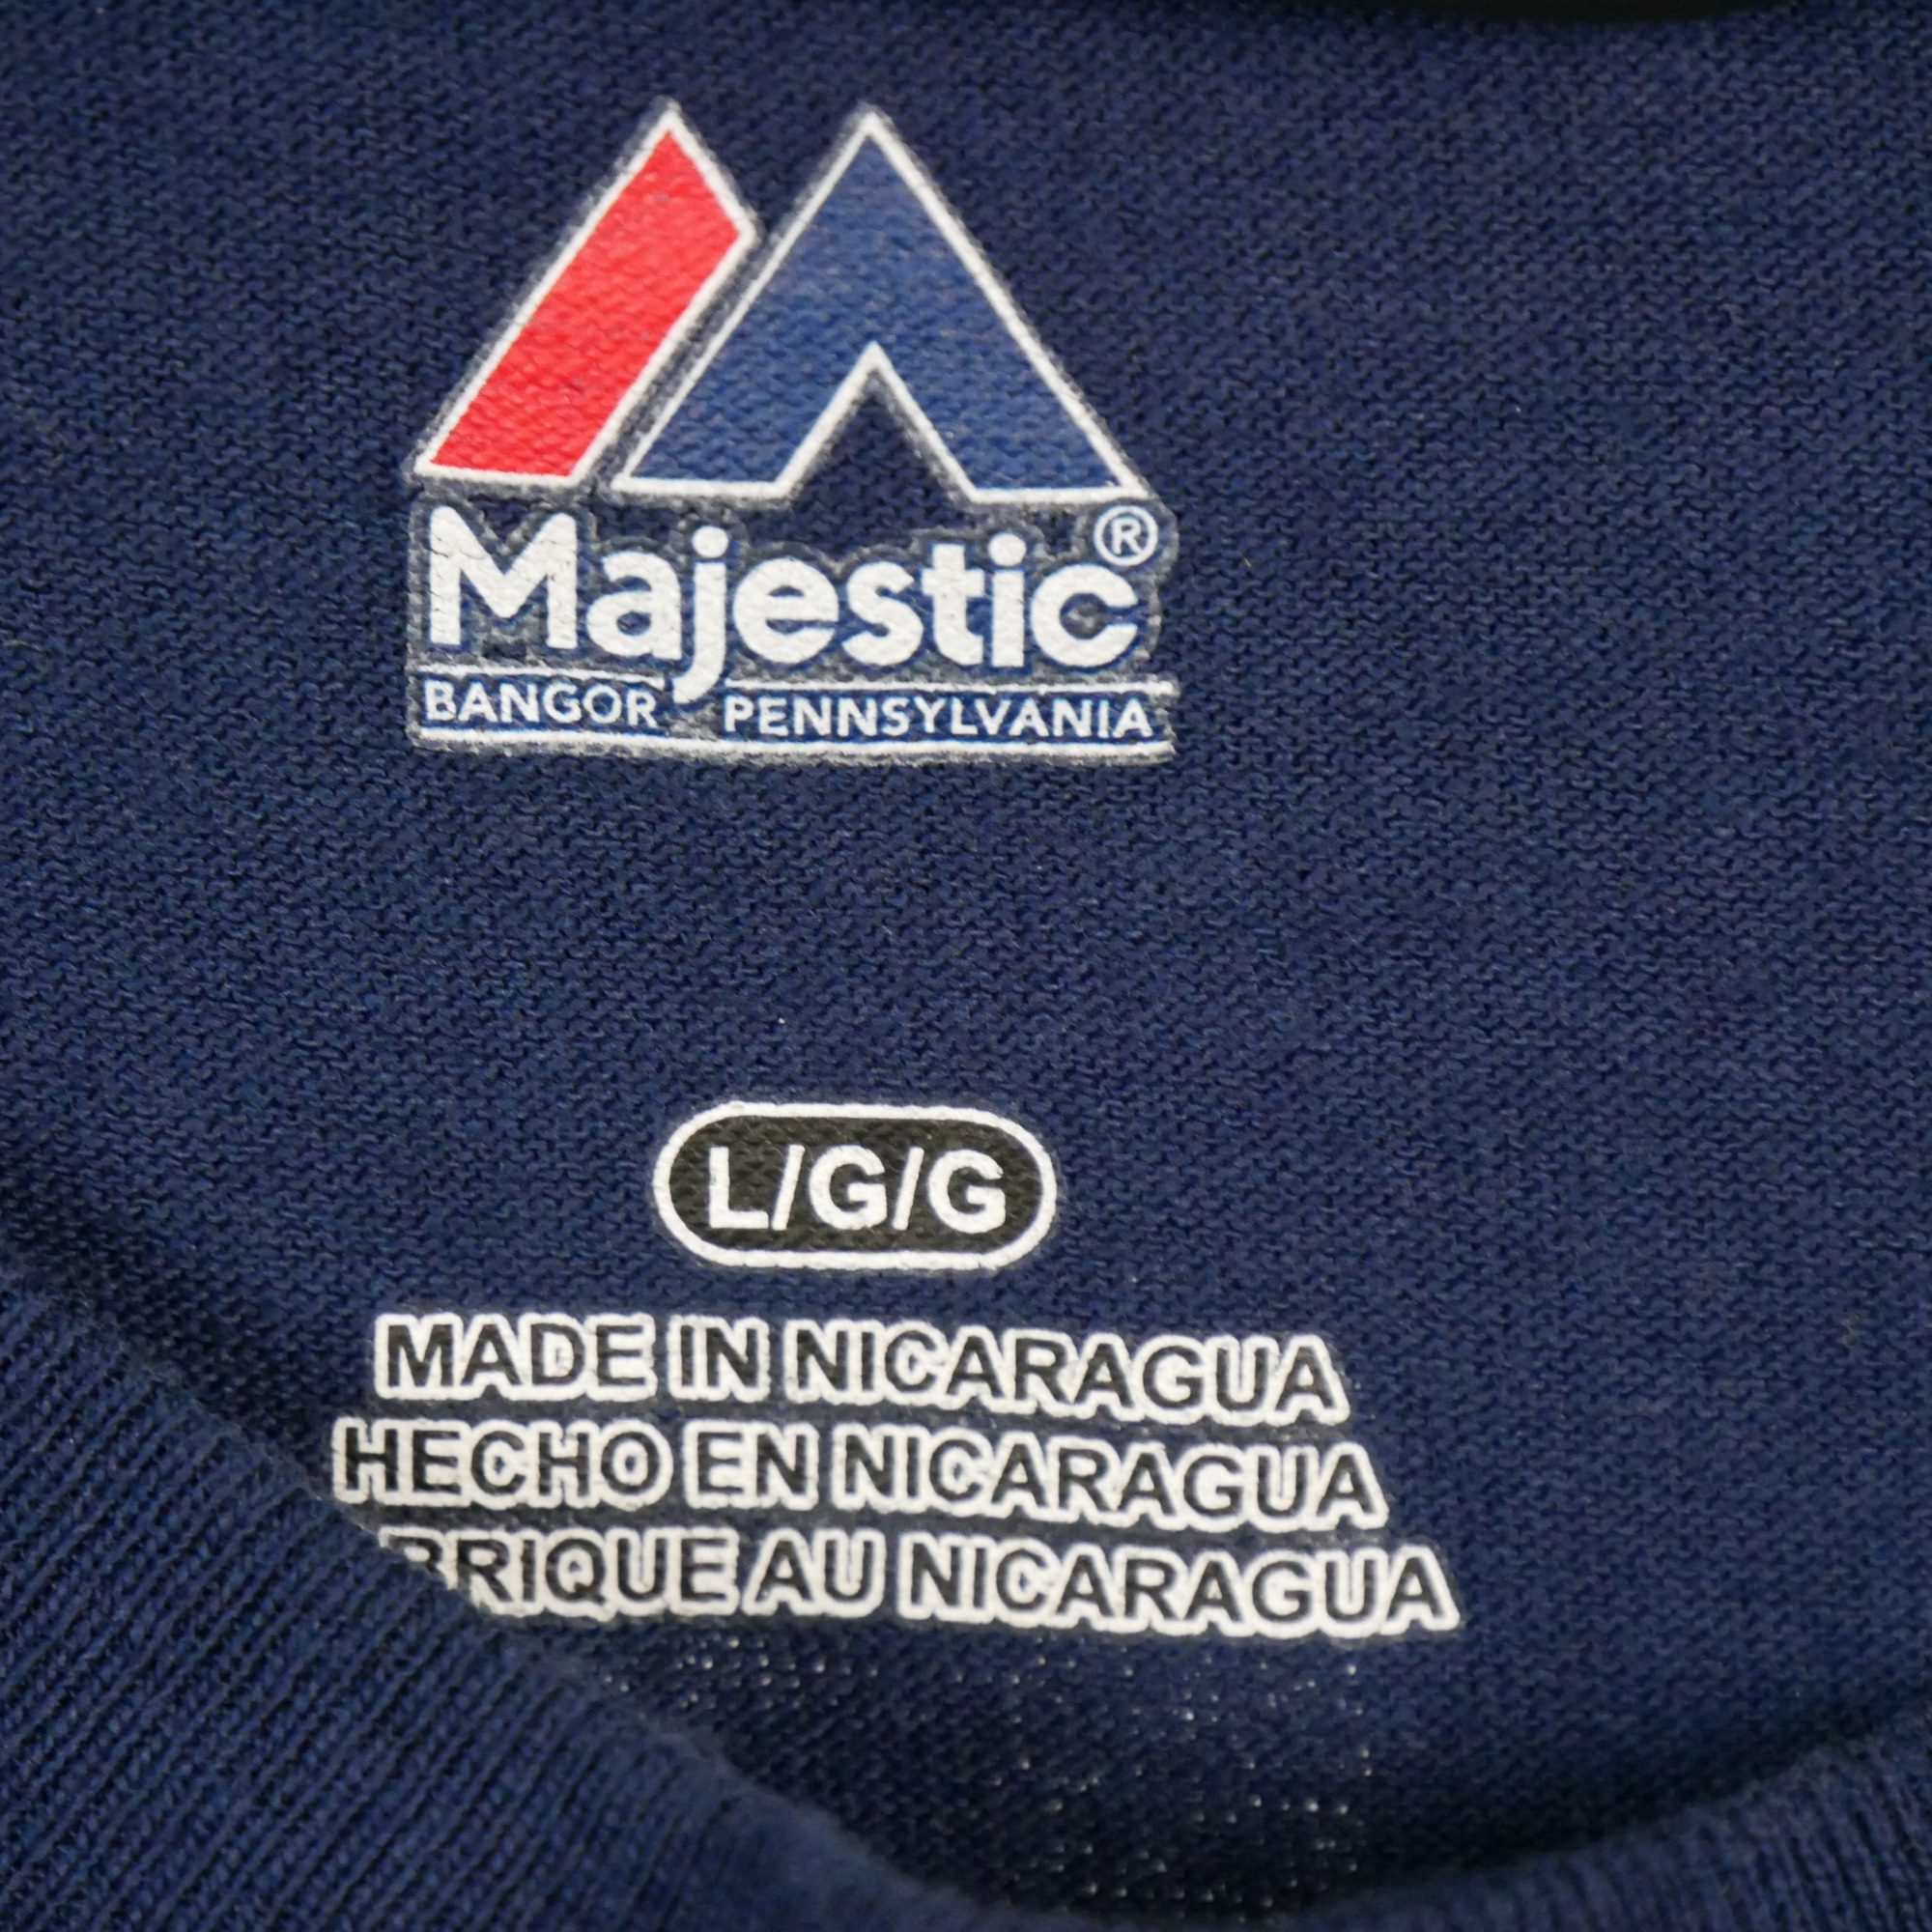 Majestic®
BANGOR PENNSYLVANIA
L/G/G
MADE IN NICARAGUA
HECHO EN NICARAGUA
AU NICARAGUA